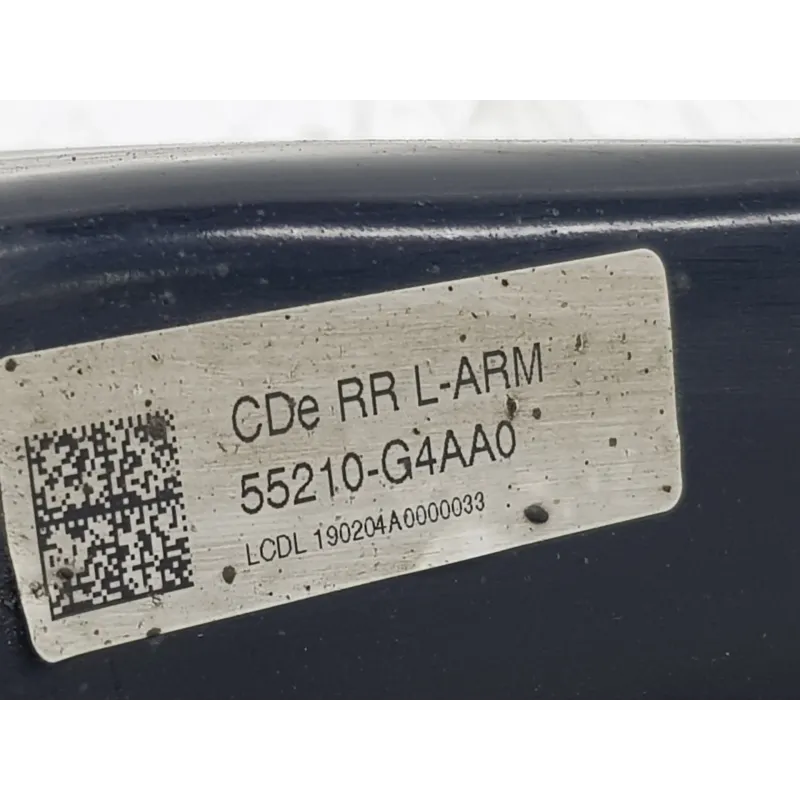 CDe RR L-ARM
55210-G4AA0
LCDL 190204A0000033